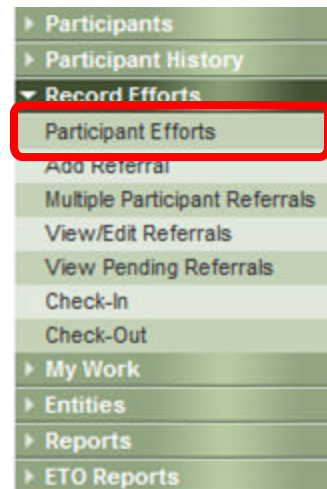 Participants
Participant History
Record Efforts
Participant Efforts
Add Referral
Multiple Participant Referrals
View/Edit Referrals
View Pending Referrals
Check-In
Check-Out
My Work
Entities
Reports
ETO Reports